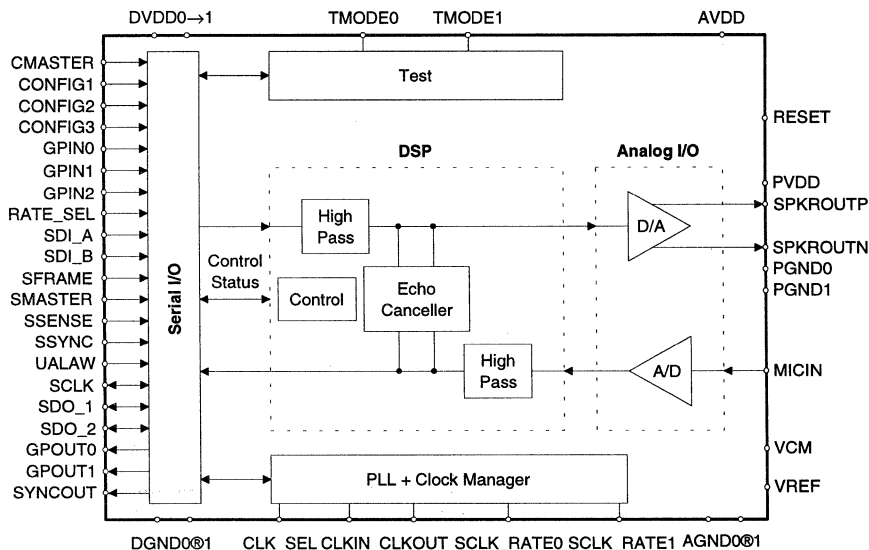 DVDD0→1 TMODE0 TMODE1 AVDD
CMASTER
CONFIG1
CONFIG2
CONFIG3
GPIN0
GPIN1
GPIN2
RATE_SEL
SDI_A
SDI_B
SFRAME
SMASTER
SSENSE
SSYNC
UALAW
SCLK
SDO_1
SDO_2
GPOUT0
GPOUT1
SYNCOUT
Serial I/O
Test
DSP
Analog I/O
High
Pass
D/A
Control
Status
Control
Echo
Canceller
High
Pass
A/D
PLL + Clock Manager
RESET
PVDD
SPKROUTP
SPKROUTN
PGND0
PGND1
MICIN
VCM
VREF
DGND0®1 CLK SEL CLKIN CLKOUT SCLK RATE0 SCLK RATE1 AGND0®1